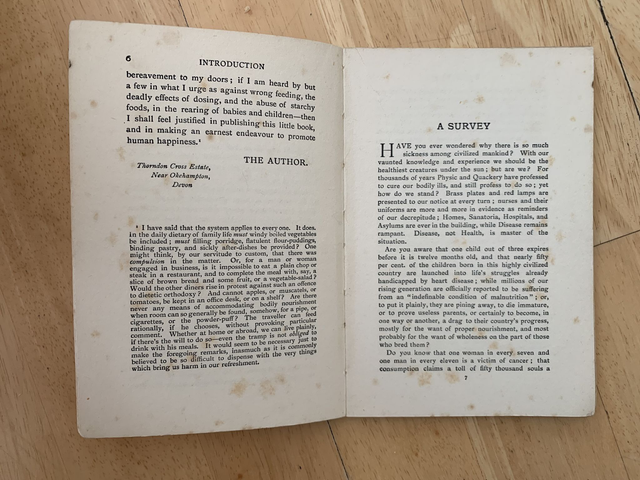 6
INTRODUCTION
bereavement to my doors; if I am heard by but
a few in what I urge as against wrong feeding, the
deadly effects of dosing, and the abuse of starchy
foods, in the rearing of babies and children—then
I shall feel justified in publishing this little book,
and in making an earnest endeavour to promote
human happiness.¹
THE AUTHOR.
Thorndon Cross Estate,
Near Okehampton,
Devon
¹ I have said that the system applies to every one. It does.
in the daily dietary of family life must windy boiled vegetables
be included; must filling porridge, flatulent flour-puddings,
binding pastry, and sickly after-dishes be provided? One
might think, by our servitude to custom, that there was
compulsion in the matter. Or, for a man or woman
engaged in business, is it impossible to eat a plain chop or
steak in a restaurant, and to complete the meal, with, say, a
slice of brown bread and some fruit, or a vegetable-salad?
Would the other diners rise in protest against such an offence
to dietetic orthodoxy? And cannot apples, or muscatels, or
tomatoes, be kept in an office desk, or on a shelf? Are there
never any means of accommodating bodily nourishment
when room can so generally be found, somehow, for a pipe, or
cigarettes, or the powder-puff? The traveller can feed
rationally, if he chooses, without provoking particular
comment. Whether at home or abroad, we can live plainly,
if there's the will to do so—even the tramp is not obliged to
drink with his meals. It would seem to be necessary just to
make the foregoing remarks, inasmuch as it is commonly
believed to be so difficult to dispense with the very things
which bring us harm in our refreshment.
A SURVEY
HAVE you ever wondered why there is so much
sickness among civilized mankind? With our
vaunted knowledge and experience we should be the
healthiest creatures under the sun; but are we? For
thousands of years Physic and Quackery have professed
to cure our bodily ills, and still profess to do so; yet
how do we stand? Brass plates and red lamps are
presented to our notice at every turn; nurses and their
uniforms are more and more in evidence as reminders
of our decrepitude; Homes, Sanatoria, Hospitals, and
Asylums are ever in the building, while Disease remains
rampant. Disease, not Health, is master of the
situation.
Are you aware that one child out of three expires
before it is twelve months old, and that nearly fifty
per cent. of the children born in this highly civilized
country are launched into life's struggles already
handicapped by heart disease; while millions of our
rising generation are officially reported to be suffering
from an "indefinable condition of malnutrition"; or,
to put it plainly, they are pining away, to die immature,
or to prove useless parents, or certainly to become, in
one way or another, a drag to their country's progress,
mostly for the want of proper nourishment, and most
probably for the want of wholeness on the part of those
who bred them?
Do you know that one woman in every seven and
one man in every eleven is a victim of cancer; that
consumption claims a toll of fifty thousand souls a
7